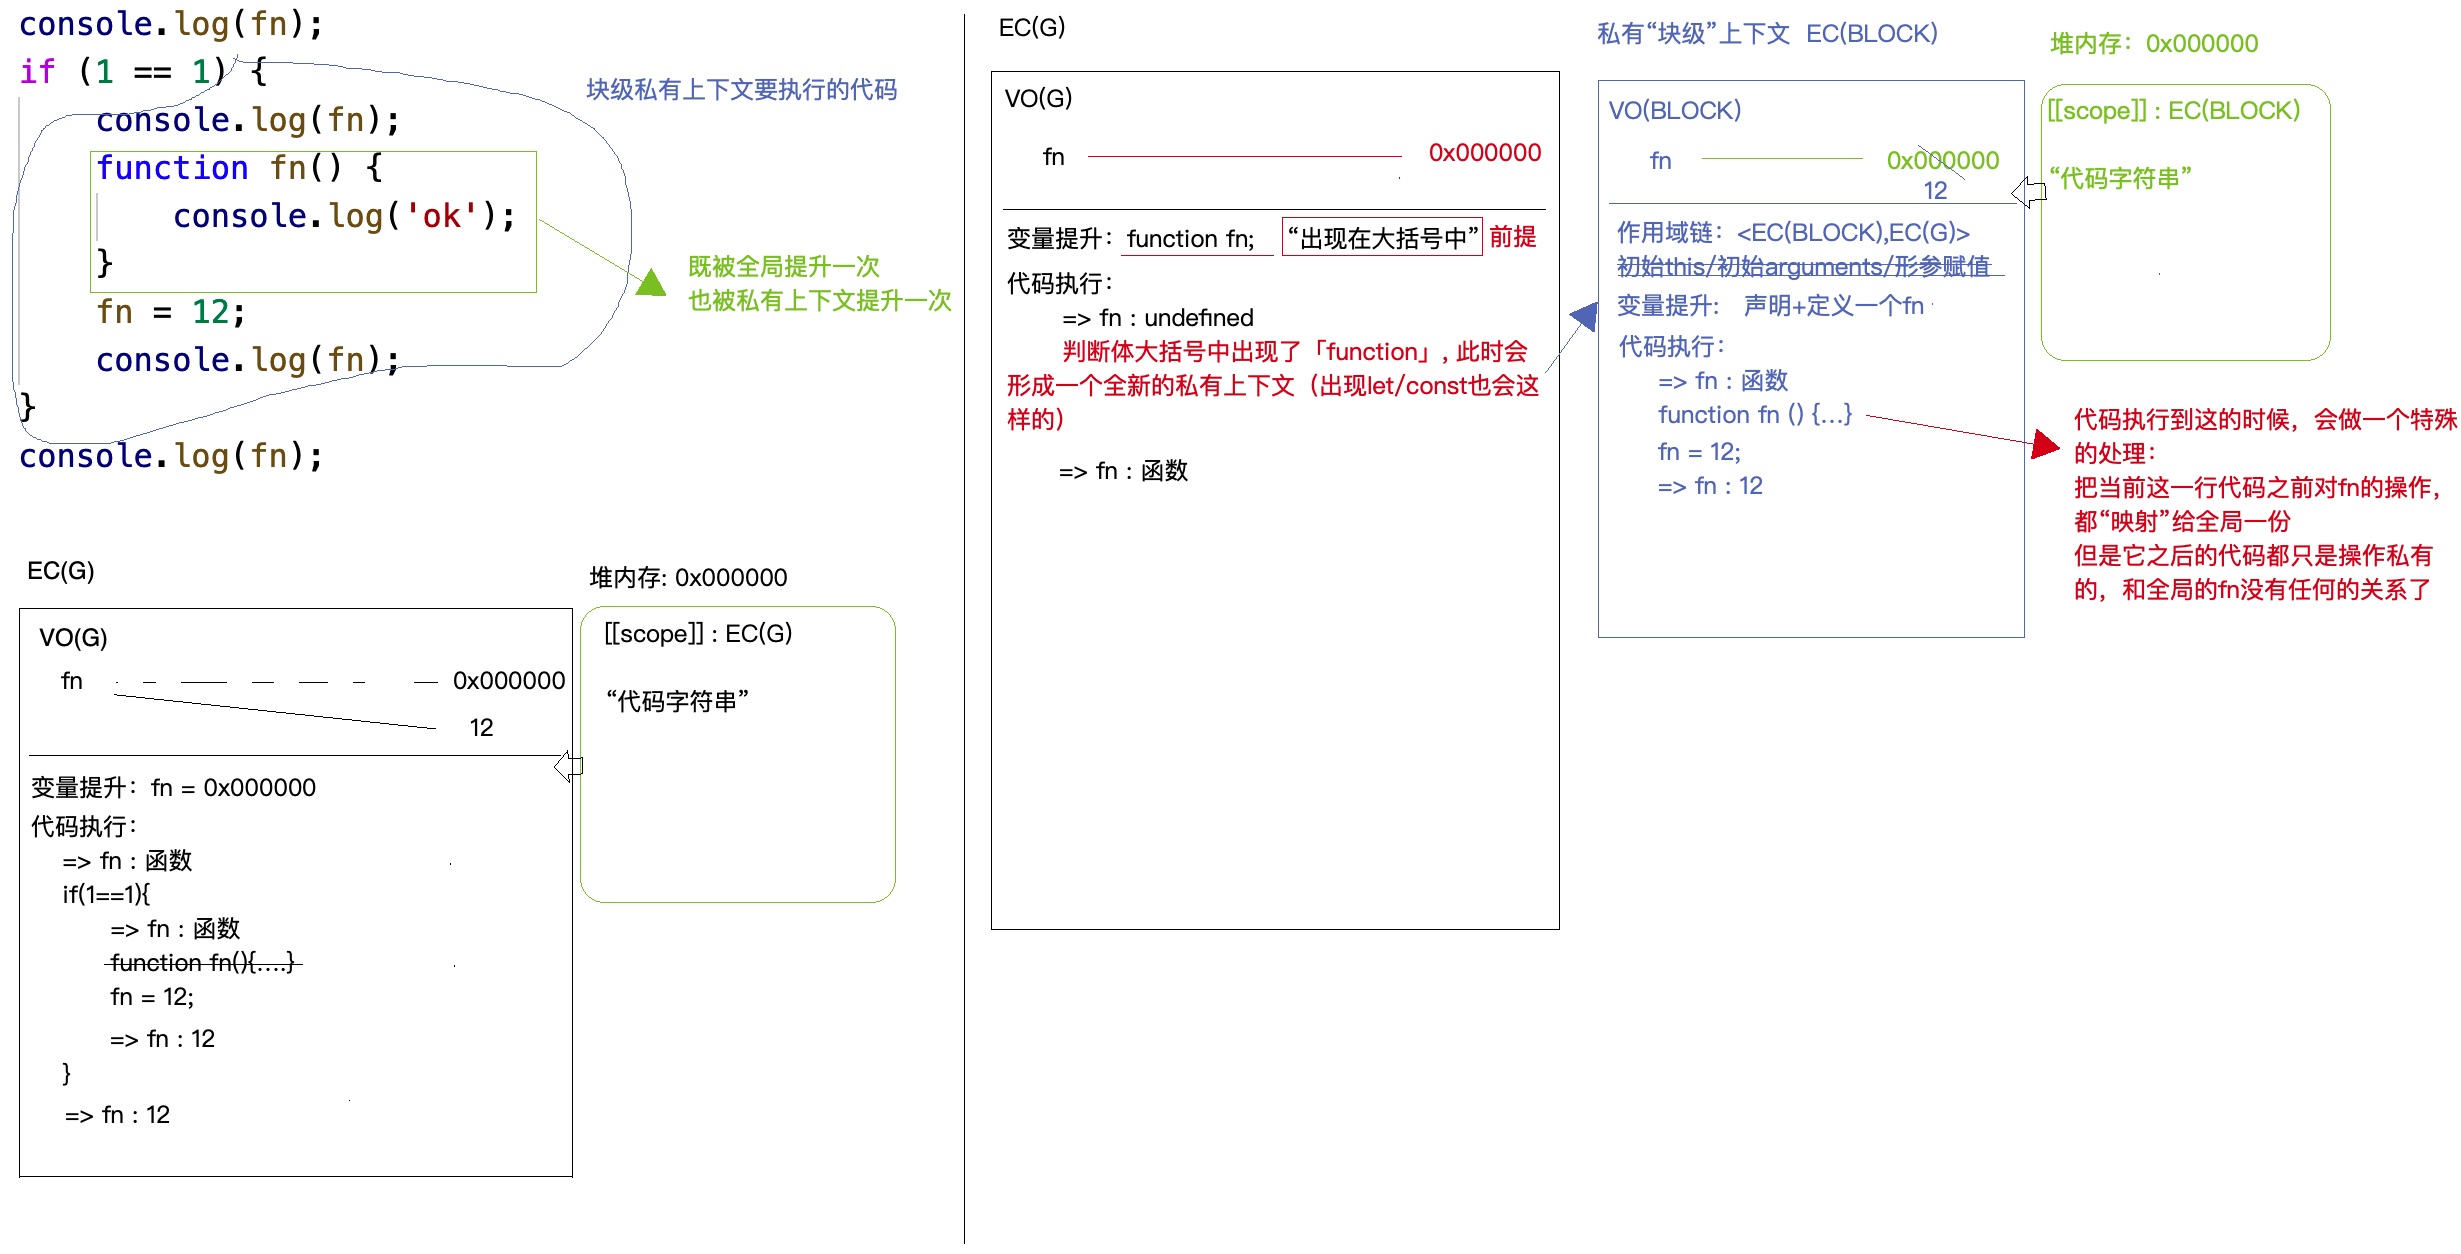 console.log(fn);
if (1 == 1) {
console.log(fn);
function fn() {
console.log('ok');
}
fn = 12;
console.log(fn);
}
console.log(fn);
块级私有上下文要执行的代码
既被全局提升一次
也被私有上下文提升一次
EC(G)
VO(G)
fn
0x000000
12
变量提升：fn = 0x000000
代码执行：
=> fn : 函数
if(1==1){
=> fn : 函数
function fn(){....}
fn = 12;
=> fn : 12
}
=> fn : 12
堆内存: 0x000000
[[scope]] : EC(G)
“代码字符串”
EC(G)
VO(G)
fn
0x000000
变量提升：function fn; “出现在大括号中” 前提
代码执行：
=> fn : undefined
判断体大括号中出现了「function」, 此时会
形成一个全新的私有上下文（出现let/const也会这
样的）
=> fn : 函数
私有“块级”上下文 EC(BLOCK)
VO(BLOCK)
fn
0x000000
12
作用域链：<EC(BLOCK),EC(G)>
初始this/初始arguments/形参赋值
变量提升： 声明+定义一个fn
代码执行：
=> fn : 函数
function fn () {...}
fn = 12;
=> fn : 12
堆内存：0x000000
[[scope]] : EC(BLOCK)
“代码字符串”
代码执行到这的时候，会做一个特殊
的处理：
把当前这一行代码之前对fn的操作，
都“映射”给全局一份
但是它之后的代码都只是操作私有
的，和全局的fn没有任何的关系了